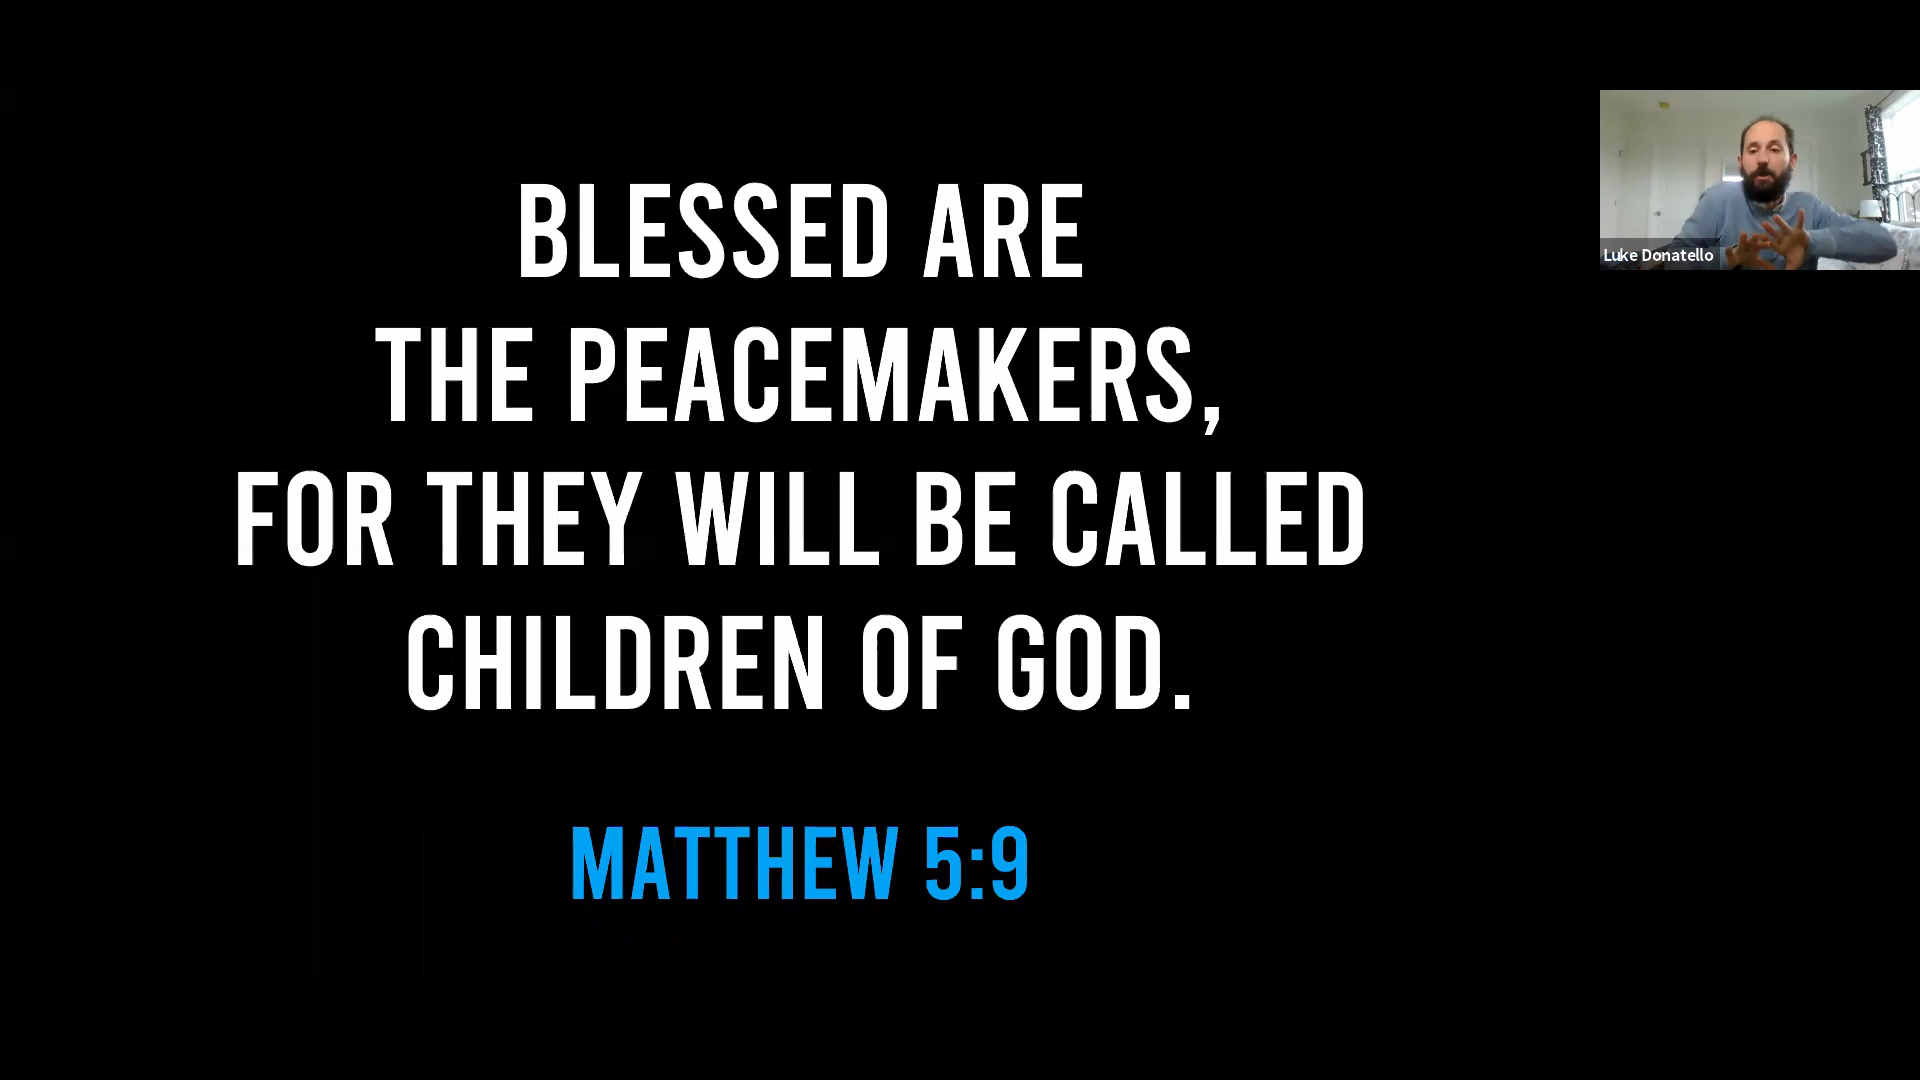 BLESSED ARE
THE PEACEMAKERS,
FOR THEY WILL BE CALLED
CHILDREN OF GOD.
MATTHEW 5:9
Luke Donatello